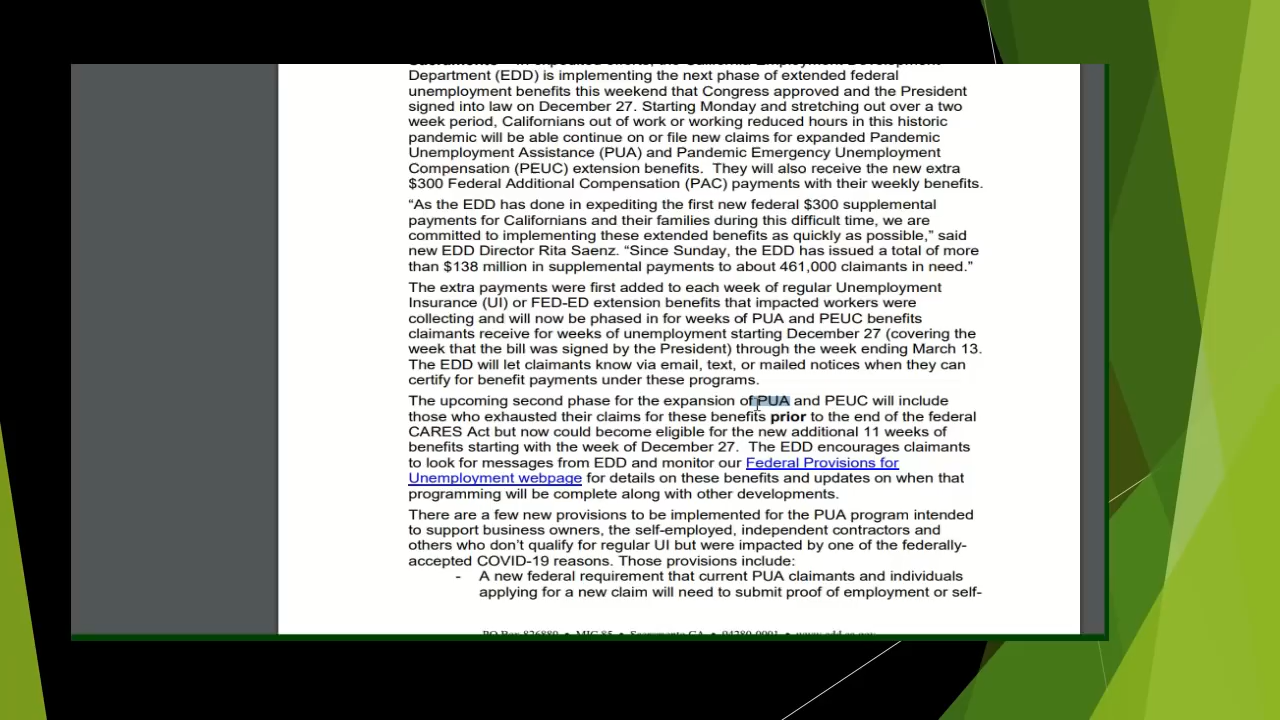 Department (EDD) is implementing the next phase of extended federal
unemployment benefits this weekend that Congress approved and the President
signed into law on December 27. Starting Monday and stretching out over a two
week period, Californians out of work or working reduced hours in this historic
pandemic will be able continue on or file new claims for expanded Pandemic
Unemployment Assistance (PUA) and Pandemic Emergency Unemployment
Compensation (PEUC) extension benefits.  They will also receive the new extra
$300 Federal Additional Compensation (PAC) payments with their weekly benefits.
“As the EDD has done in expediting the first new federal $300 supplemental
payments for Californians and their families during this difficult time, we are
committed to implementing these extended benefits as quickly as possible,” said
new EDD Director Rita Saenz. “Since Sunday, the EDD has issued a total of more
than $138 million in supplemental payments to about 461,000 claimants in need.”
The extra payments were first added to each week of regular Unemployment
Insurance (UI) or FED-ED extension benefits that impacted workers were
collecting and will now be phased in for weeks of PUA and PEUC benefits
claimants receive for weeks of unemployment starting December 27 (covering the
week that the bill was signed by the President) through the week ending March 13.
The EDD will let claimants know via email, text, or mailed notices when they can
certify for benefit payments under these programs.
The upcoming second phase for the expansion of PUA and PEUC will include
those who exhausted their claims for these benefits prior to the end of the federal
CARES Act but now could become eligible for the new additional 11 weeks of
benefits starting with the week of December 27.  The EDD encourages claimants
to look for messages from EDD and monitor our Federal Provisions for
Unemployment webpage for details on these benefits and updates on when that
programming will be complete along with other developments.
There are a few new provisions to be implemented for the PUA program intended
to support business owners, the self-employed, independent contractors and
others who don’t qualify for regular UI but were impacted by one of the federally-
accepted COVID-19 reasons. Those provisions include:
- A new federal requirement that current PUA claimants and individuals
applying for a new claim will need to submit proof of employment or self-